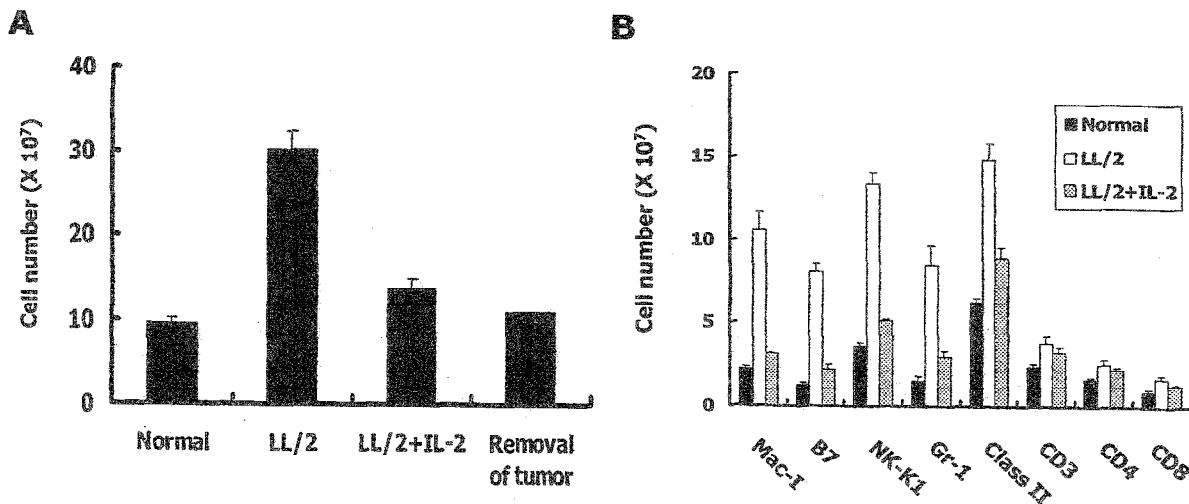 A
Cell number (X 10⁷)
40
30
20
10
0
Normal
LL/2
LL/2+IL-2
Removal
of tumor
B
Cell number (X 10⁷)
20
15
10
5
0
Normal
LL/2
LL/2+IL-2
Mac-I
B7
NK-K1
Gr-1
Class II
CD3
CD4
CD8